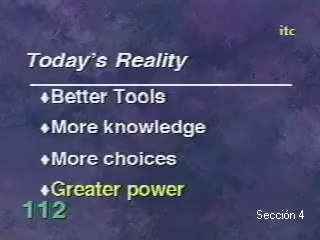 itc
Today's Reality
♦Better Tools
♦More knowledge
♦More choices
♦Greater power
112
Sección 4